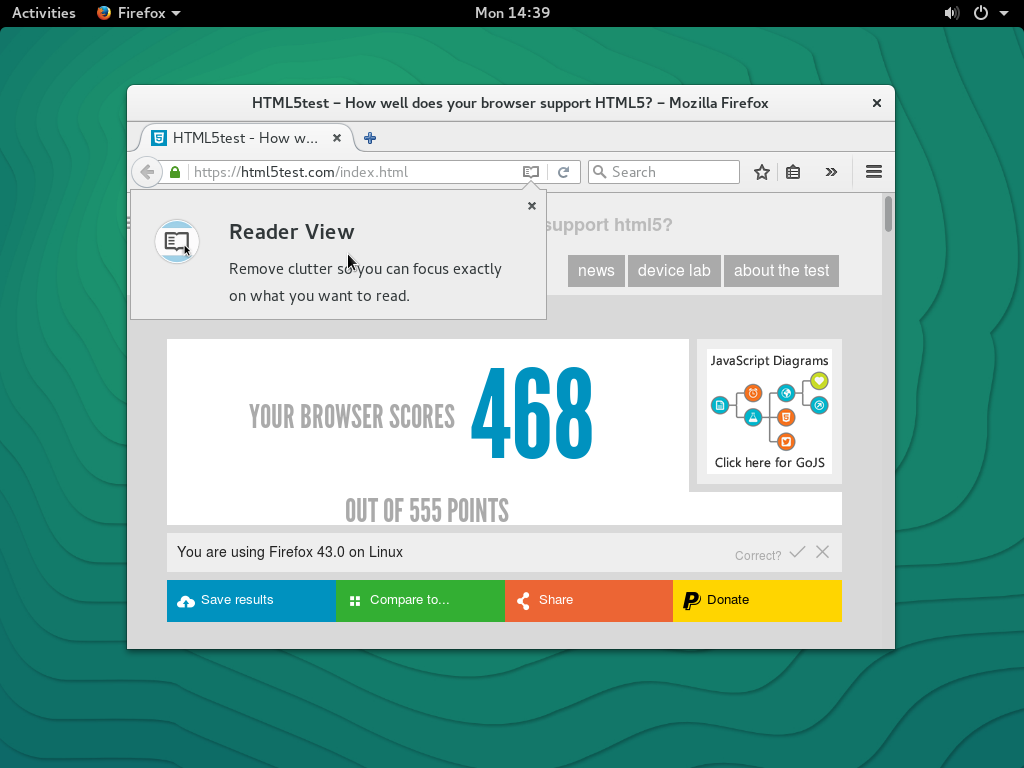 Activities Firefox Mon 14:39
HTML5test – How well does your browser support HTML5? – Mozilla Firefox
HTML5test - How w...
https://html5test.com/index.html Search
support html5?
Reader View
Remove clutter so you can focus exactly
on what you want to read.
news device lab about the test
YOUR BROWSER SCORES 468
OUT OF 555 POINTS
JavaScript Diagrams
Click here for GoJS
You are using Firefox 43.0 on Linux Correct?
Save results Compare to... Share Donate